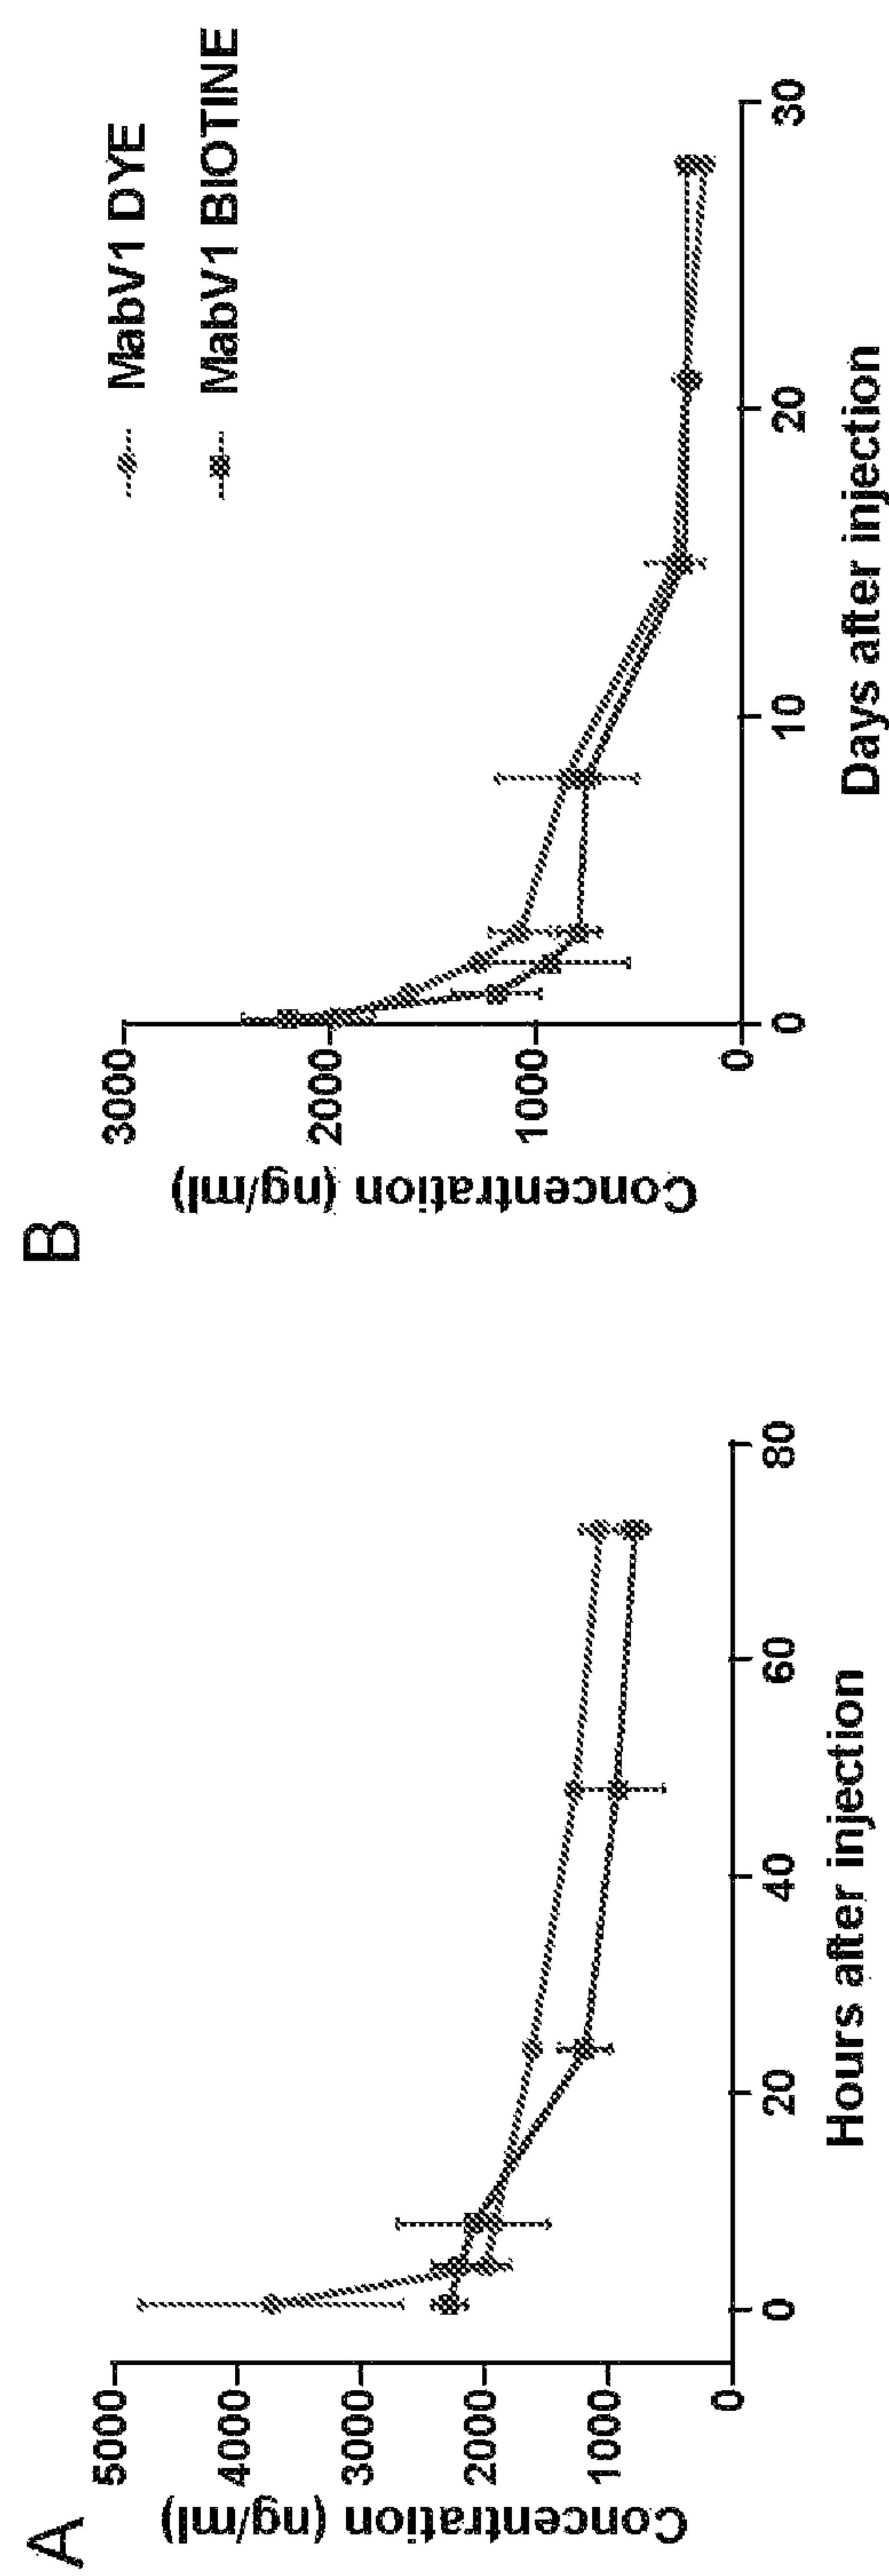 A
Concentration (ng/ml)
5000
4000
3000
2000
1000
0
0
20
40
60
80
Hours after injection
B
Concentration (ng/ml)
3000
2000
1000
0
0
10
20
30
Days after injection
MabV1 DYE
MabV1 BIOTINE